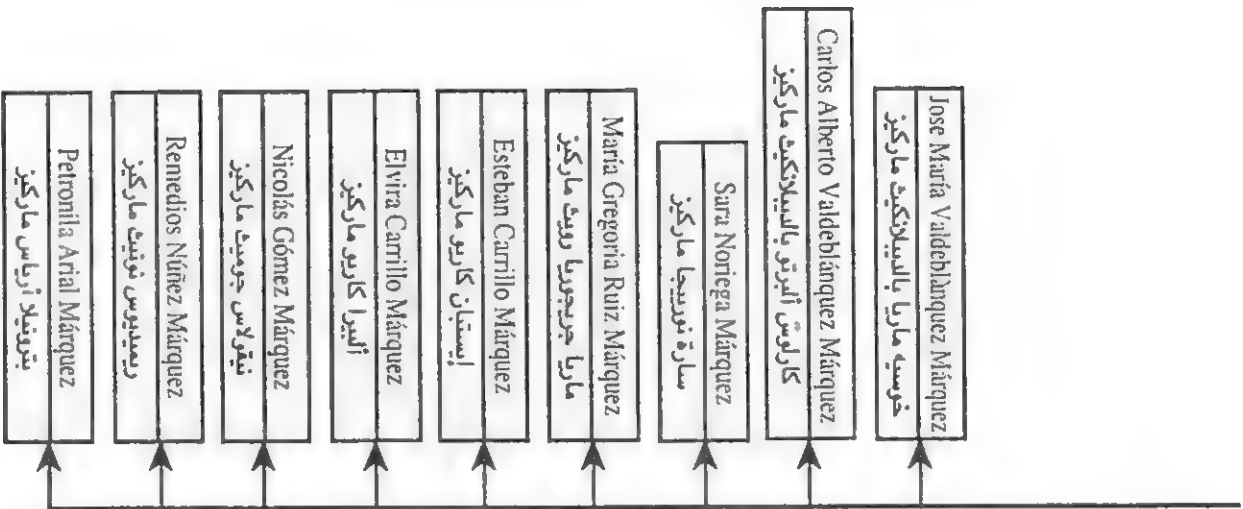 Jose María Valdeblánquez Márquez
خوسيه ماريا بالديبلانكيث ماركيز
Carlos Alberto Valdeblánquez Márquez
كارلوس ألبرتو بالديبلانكيث ماركيز
Sara Noriega Márquez
سارة نورييجا ماركيز
María Gregoria Ruiz Márquez
ماريا جريجوريا رويث ماركيز
Esteban Carrillo Márquez
إيستبان كاريو ماركيز
Elvira Carrillo Márquez
ألبيرا كاريو ماركيز
Nicolás Gómez Márquez
نيقولاس جوميث ماركيز
Remedios Núñez Márquez
ريميديوس نونيث ماركيز
Petronila Arial Márquez
بترونيلا أرياس ماركيز